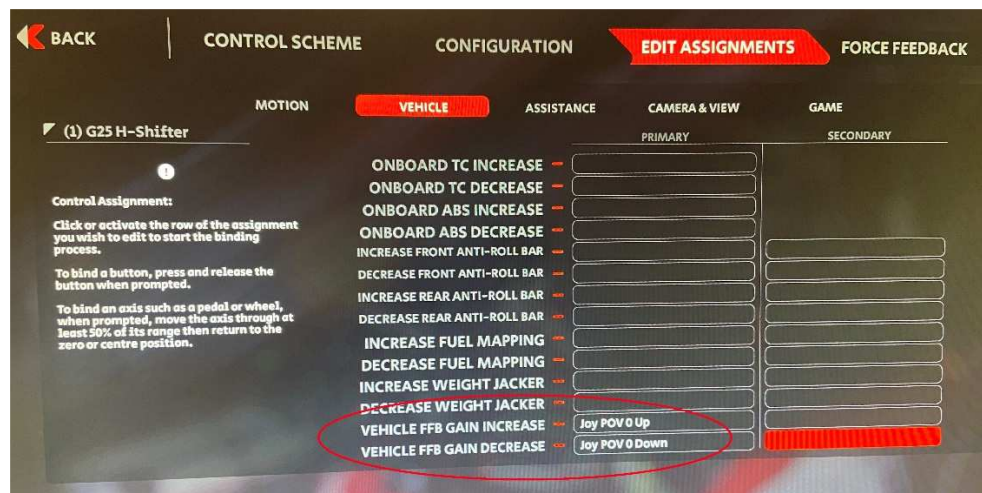 BACK
CONTROL SCHEME
CONFIGURATION
EDIT ASSIGNMENTS
FORCE FEEDBACK
MOTION
VEHICLE
ASSISTANCE
CAMERA & VIEW
GAME
(1) G25 H-Shifter
PRIMARY
SECONDARY
!
Control Assignment:
Click or activate the row of the assignment
you wish to edit to start the binding
process.
To bind a button, press and release the
button when prompted.
To bind an axis such as a pedal or wheel,
when prompted, move the axis through at
least 50% of its range then return to the
zero or centre position.
ONBOARD TC INCREASE
ONBOARD TC DECREASE
ONBOARD ABS INCREASE
ONBOARD ABS DECREASE
INCREASE FRONT ANTI-ROLL BAR
DECREASE FRONT ANTI-ROLL BAR
INCREASE REAR ANTI-ROLL BAR
DECREASE REAR ANTI-ROLL BAR
INCREASE FUEL MAPPING
DECREASE FUEL MAPPING
INCREASE WEIGHT JACKER
DECREASE WEIGHT JACKER
VEHICLE FFB GAIN INCREASE Joy POV 0 Up
VEHICLE FFB GAIN DECREASE Joy POV 0 Down